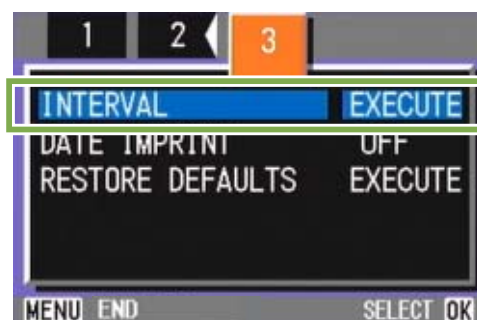 1 2 3
INTERVAL EXECUTE
DATE IMPRINT OFF
RESTORE DEFAULTS EXECUTE
MENU END SELECT OK